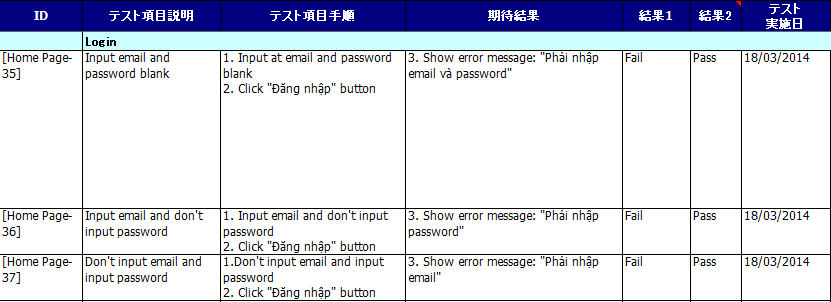 ID テスト項目説明 テスト項目手順 期待結果 結果1 結果2 テスト
実施日
Login
[Home Page- Input email and 1. Input at email and password 3. Show error message: "Phải nhập Fail Pass 18/03/2014
35] password blank blank email và password"
2. Click "Đăng nhập" button
[Home Page- Input email and don't 1. Input email and don't input 3. Show error message: "Phải nhập Fail Pass 18/03/2014
36] input password password password"
2. Click "Đăng nhập" button
[Home Page- Don't input email and 1.Don't input email and input 3. Show error message: "Phải nhập Fail Pass 18/03/2014
37] input password password email"
2. Click "Đăng nhập" button